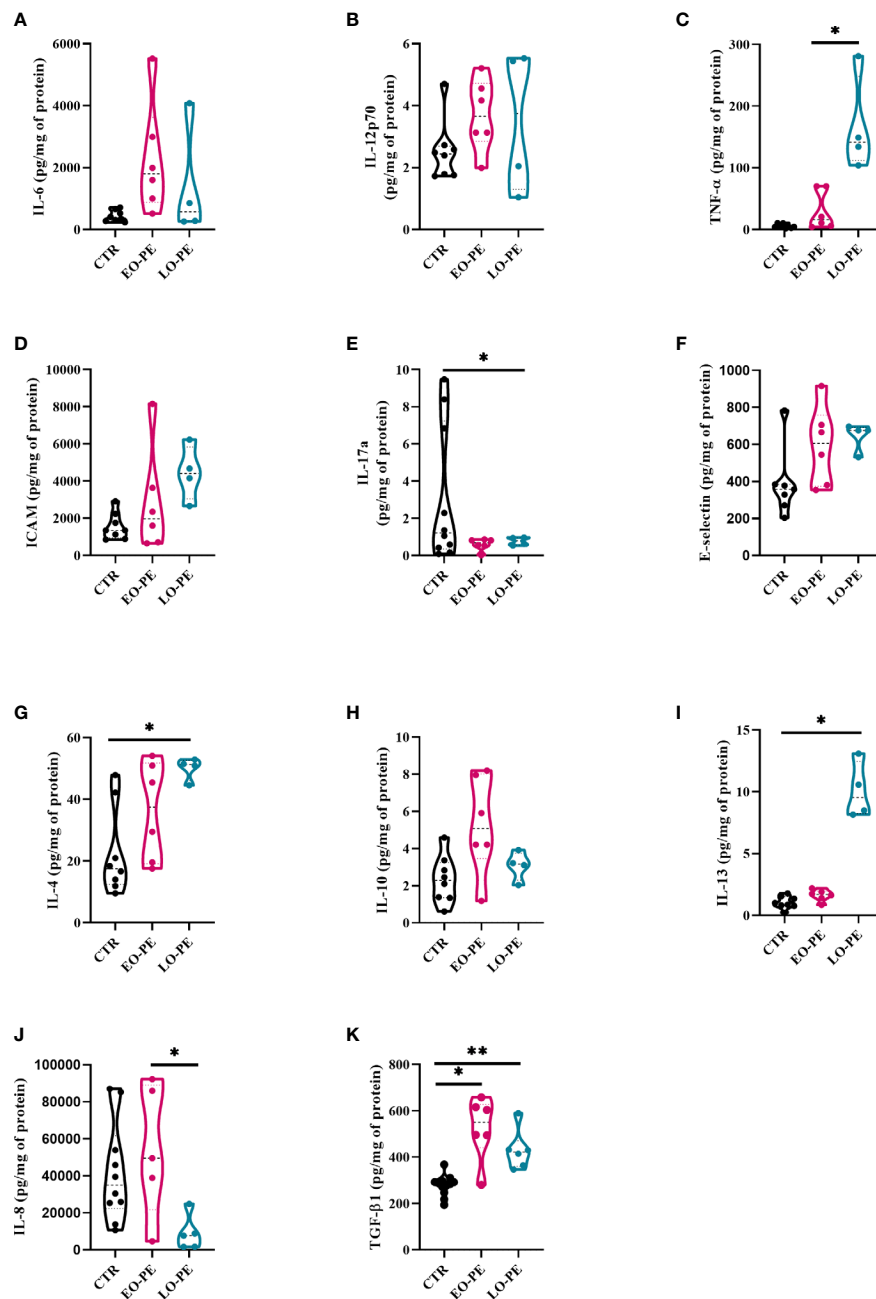 A
IL-6 (pg/mg of protein)
6000
4000
2000
0
CTR
EO-PE
LO-PE
B
IL-12p70
(pg/mg of protein)
6
4
2
0
CTR
EO-PE
LO-PE
C
TNF-α (pg/mg of protein)
300
200
100
0
*
CTR
EO-PE
LO-PE
D
ICAM (pg/mg of protein)
10000
8000
6000
4000
2000
0
CTR
EO-PE
LO-PE
E
IL-17a
(pg/mg of protein)
10
8
6
4
2
0
*
CTR
EO-PE
LO-PE
F
E-selectin (pg/mg of protein)
1000
800
600
400
200
0
CTR
EO-PE
LO-PE
G
IL-4 (pg/mg of protein)
60
40
20
0
*
CTR
EO-PE
LO-PE
H
IL-10 (pg/mg of protein)
10
8
6
4
2
0
CTR
EO-PE
LO-PE
I
IL-13 (pg/mg of protein)
15
10
5
0
*
CTR
EO-PE
LO-PE
J
IL-8 (pg/mg of protein)
100000
80000
60000
40000
20000
0
*
CTR
EO-PE
LO-PE
K
TGF-β1 (pg/mg of protein)
800
600
400
200
0
**
*
CTR
EO-PE
LO-PE